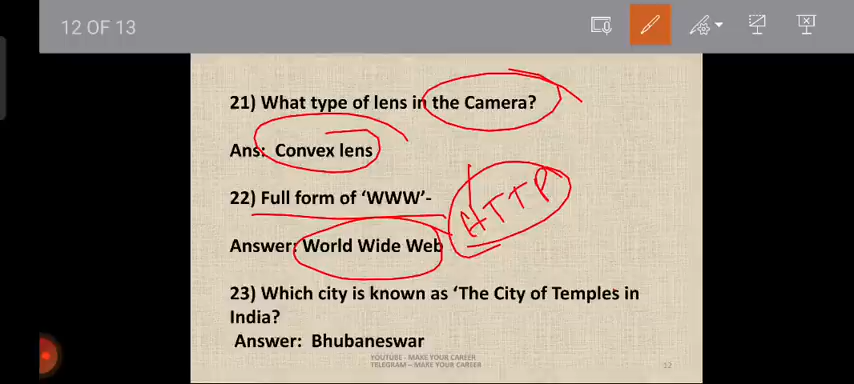 12 OF 13
21) What type of lens in the Camera?
Ans: Convex lens
22) Full form of ‘WWW’-
HTTP
Answer: World Wide Web
23) Which city is known as ‘The City of Temples in
India?
Answer: Bhubaneswar
YOUTUBE - MAKE YOUR CAREER
TELEGRAM – MAKE YOUR CAREER
12